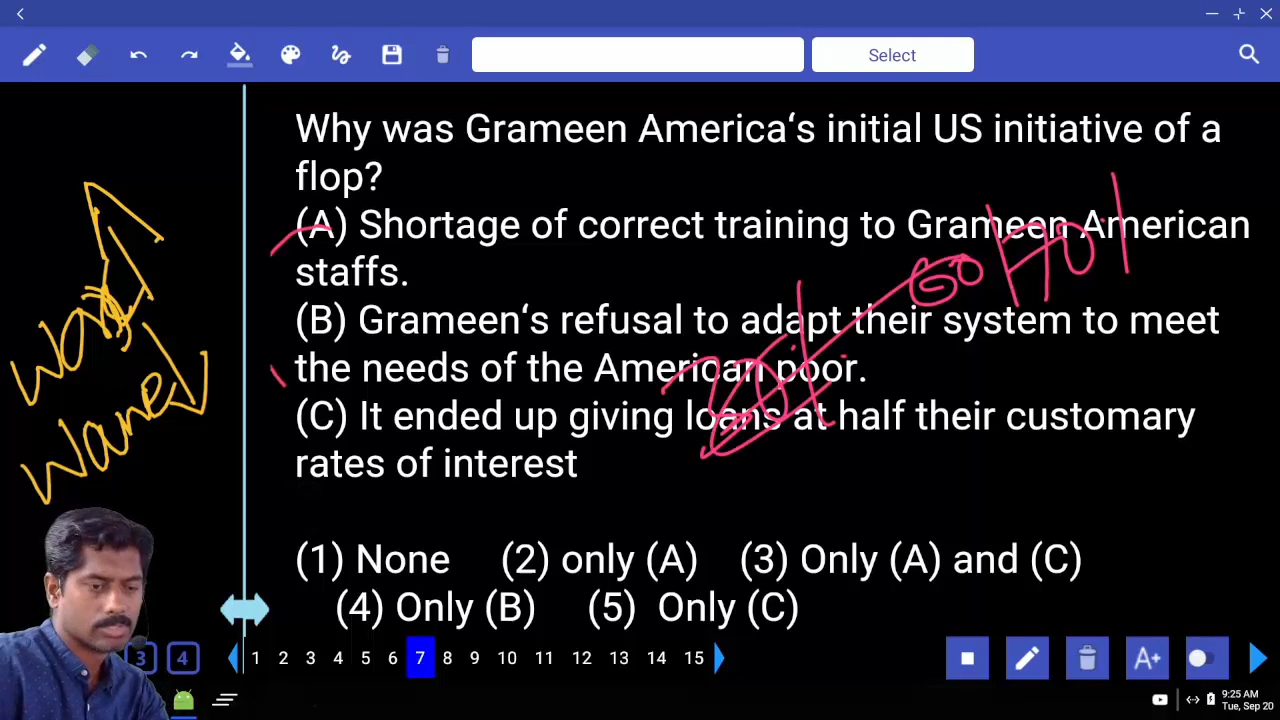 Select
Why was Grameen America‘s initial US initiative of a
flop?
(A) Shortage of correct training to Grameen American
staffs.
(B) Grameen‘s refusal to adapt their system to meet
the needs of the American poor.
(C) It ended up giving loans at half their customary
rates of interest
(1) None (2) only (A) (3) Only (A) and (C)
(4) Only (B) (5) Only (C)
Wax
Wane
3 4 1 2 3 4 5 6 7 8 9 10 11 12 13 14 15 A+
9:25 AM
Tue, Sep 20